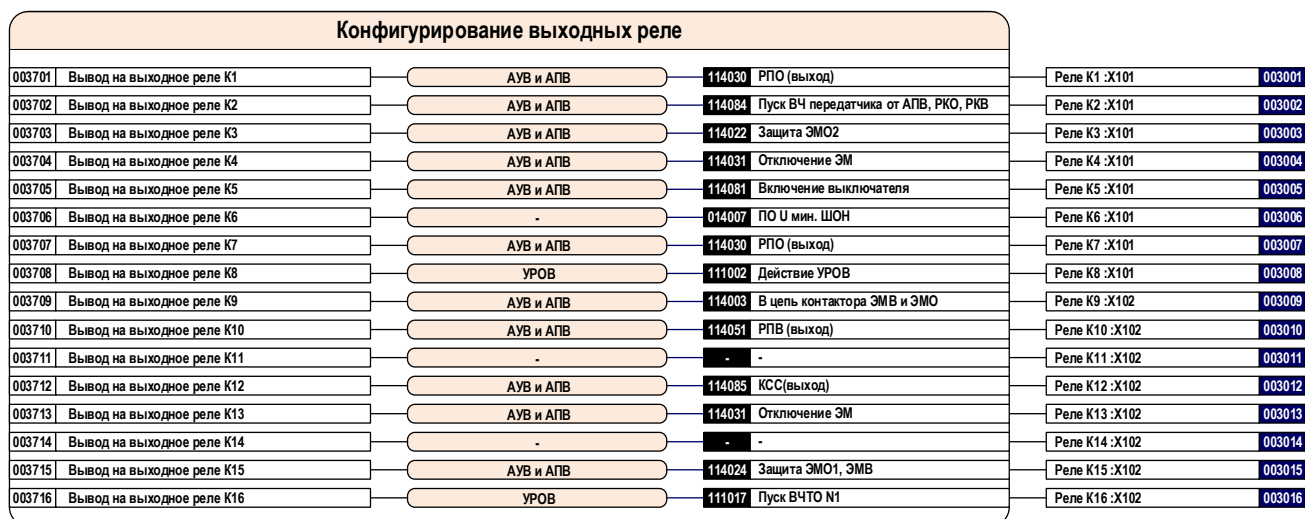 Конфигурирование выходных реле
003701 Вывод на выходное реле К1 АУВ и АПВ 114030 РПО (выход) Реле К1 :X101 003001
003702 Вывод на выходное реле К2 АУВ и АПВ 114084 Пуск ВЧ передатчика от АПВ, РКО, РКВ Реле К2 :X101 003002
003703 Вывод на выходное реле К3 АУВ и АПВ 114022 Защита ЭМО2 Реле К3 :X101 003003
003704 Вывод на выходное реле К4 АУВ и АПВ 114031 Отключение ЭМ Реле К4 :X101 003004
003705 Вывод на выходное реле К5 АУВ и АПВ 114081 Включение выключателя Реле К5 :X101 003005
003706 Вывод на выходное реле К6 - 014007 ПО U мин. ШОН Реле К6 :X101 003006
003707 Вывод на выходное реле К7 АУВ и АПВ 114030 РПО (выход) Реле К7 :X101 003007
003708 Вывод на выходное реле К8 УРОВ 111002 Действие УРОВ Реле К8 :X101 003008
003709 Вывод на выходное реле К9 АУВ и АПВ 114003 В цепь контактора ЭМВ и ЭМО Реле К9 :X102 003009
003710 Вывод на выходное реле К10 АУВ и АПВ 114051 РПВ (выход) Реле К10 :X102 003010
003711 Вывод на выходное реле К11 - - - Реле К11 :X102 003011
003712 Вывод на выходное реле К12 АУВ и АПВ 114085 КСС(выход) Реле К12 :X102 003012
003713 Вывод на выходное реле К13 АУВ и АПВ 114031 Отключение ЭМ Реле К13 :X102 003013
003714 Вывод на выходное реле К14 - - - Реле К14 :X102 003014
003715 Вывод на выходное реле К15 АУВ и АПВ 114024 Защита ЭМО1, ЭМВ Реле К15 :X102 003015
003716 Вывод на выходное реле К16 УРОВ 111017 Пуск ВЧТО N1 Реле К16 :X102 003016